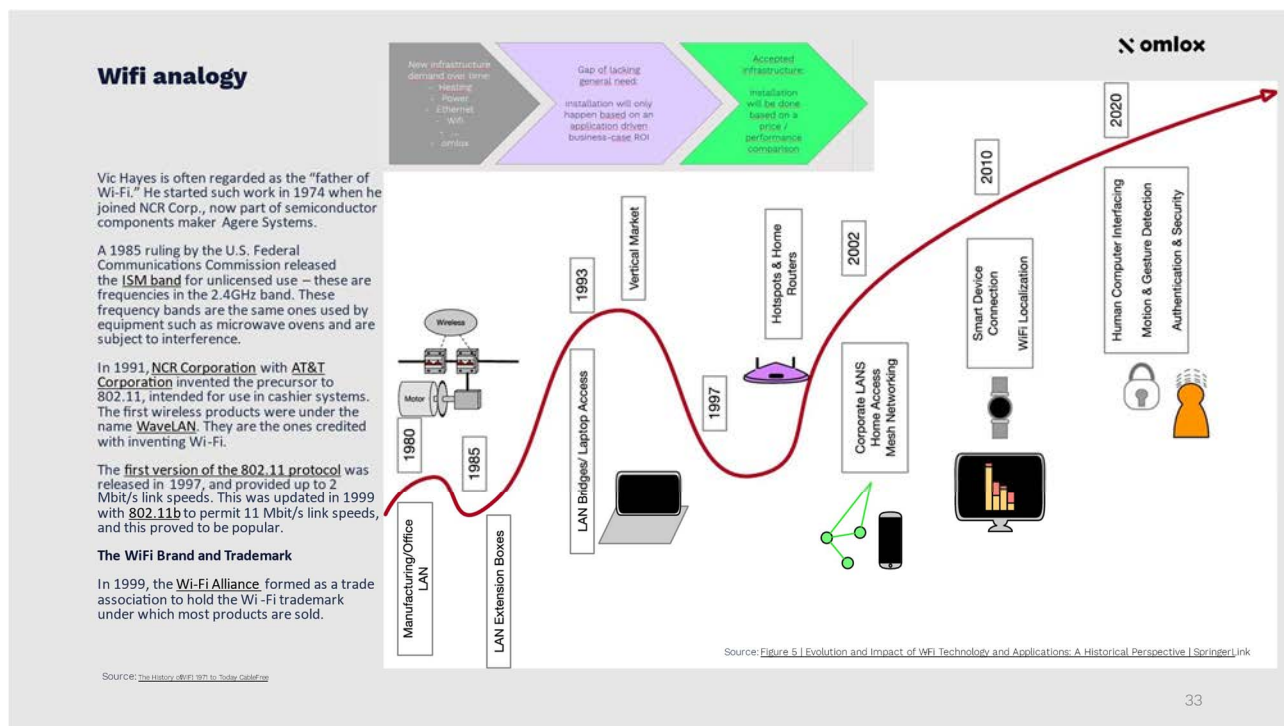 omlox
Wifi analogy
New infrastructure
demand over time:
- Heating
- Power
- Ethernet
- Wifi
- ...
- omlox
Gap of lacking
general need:
Installation will only
happen based on an
application driven
business-case ROI
Accepted
infrastructure:
Installation
will be done
based on a
price /
performance
comparison
Vic Hayes is often regarded as the “father of
Wi-Fi.” He started such work in 1974 when he
joined NCR Corp., now part of semiconductor
components maker Agere Systems.
A 1985 ruling by the U.S. Federal
Communications Commission released
the ISM band for unlicensed use – these are
frequencies in the 2.4GHz band. These
frequency bands are the same ones used by
equipment such as microwave ovens and are
subject to interference.
In 1991, NCR Corporation with AT&T
Corporation invented the precursor to
802.11, intended for use in cashier systems.
The first wireless products were under the
name WaveLAN. They are the ones credited
with inventing Wi-Fi.
The first version of the 802.11 protocol was
released in 1997, and provided up to 2
Mbit/s link speeds. This was updated in 1999
with 802.11b to permit 11 Mbit/s link speeds,
and this proved to be popular.
The WiFi Brand and Trademark
In 1999, the Wi-Fi Alliance formed as a trade
association to hold the Wi -Fi trademark
under which most products are sold.
Source: The History of WiFi 1971 to Today CableFree
Wireless
Motor
1980
Manufacturing/Office
LAN
1985
LAN Extension Boxes
1993
LAN Bridges/ Laptop Access
Vertical Market
1997
Hotspots & Home
Routers
2002
Corporate LANS
Home Access
Mesh Networking
2010
Smart Device
Connection
WiFi Localization
2020
Human Computer Interfacing
Motion & Gesture Detection
Authentication & Security
Source: Figure 5 | Evolution and Impact of WiFi Technology and Applications: A Historical Perspective | SpringerLink
33